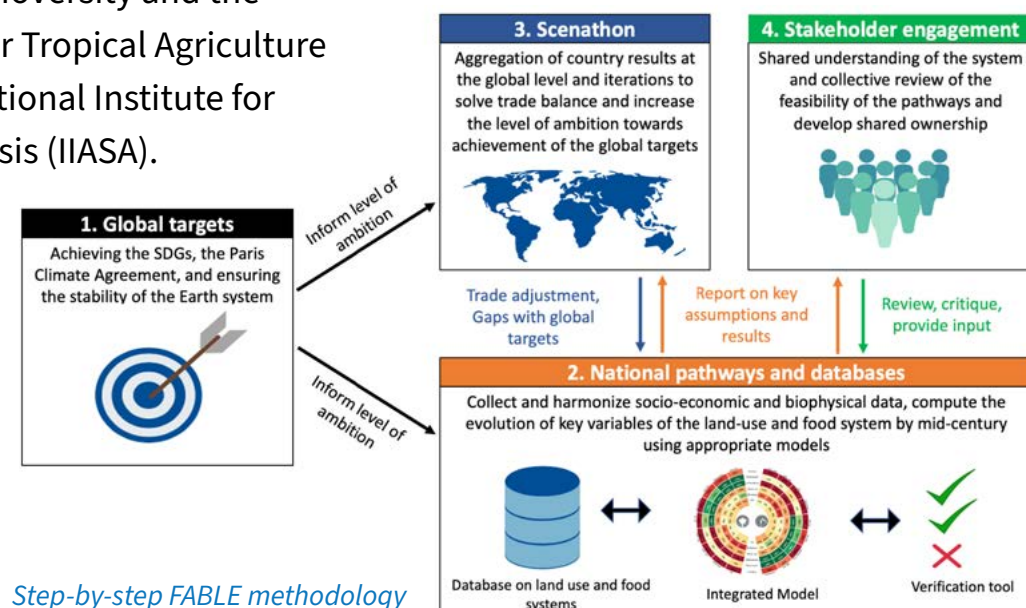 r Tropical Agriculture
tional Institute for
sis (IIASA).
1. Global targets
Achieving the SDGs, the Paris
Climate Agreement, and ensuring
the stability of the Earth system
Inform level of
ambition
Inform level of
ambition
3. Scenathon
Aggregation of country results at
the global level and iterations to
solve trade balance and increase
the level of ambition towards
achievement of the global targets
4. Stakeholder engagement
Shared understanding of the system
and collective review of the
feasibility of the pathways and
develop shared ownership
Trade adjustment,
Gaps with global
targets
Report on key
assumptions and
results
Review, critique,
provide input
2. National pathways and databases
Collect and harmonize socio-economic and biophysical data, compute the
evolution of key variables of the land-use and food system by mid-century
using appropriate models
Database on land use and food
systems
Integrated Model
Verification tool
Step-by-step FABLE methodology